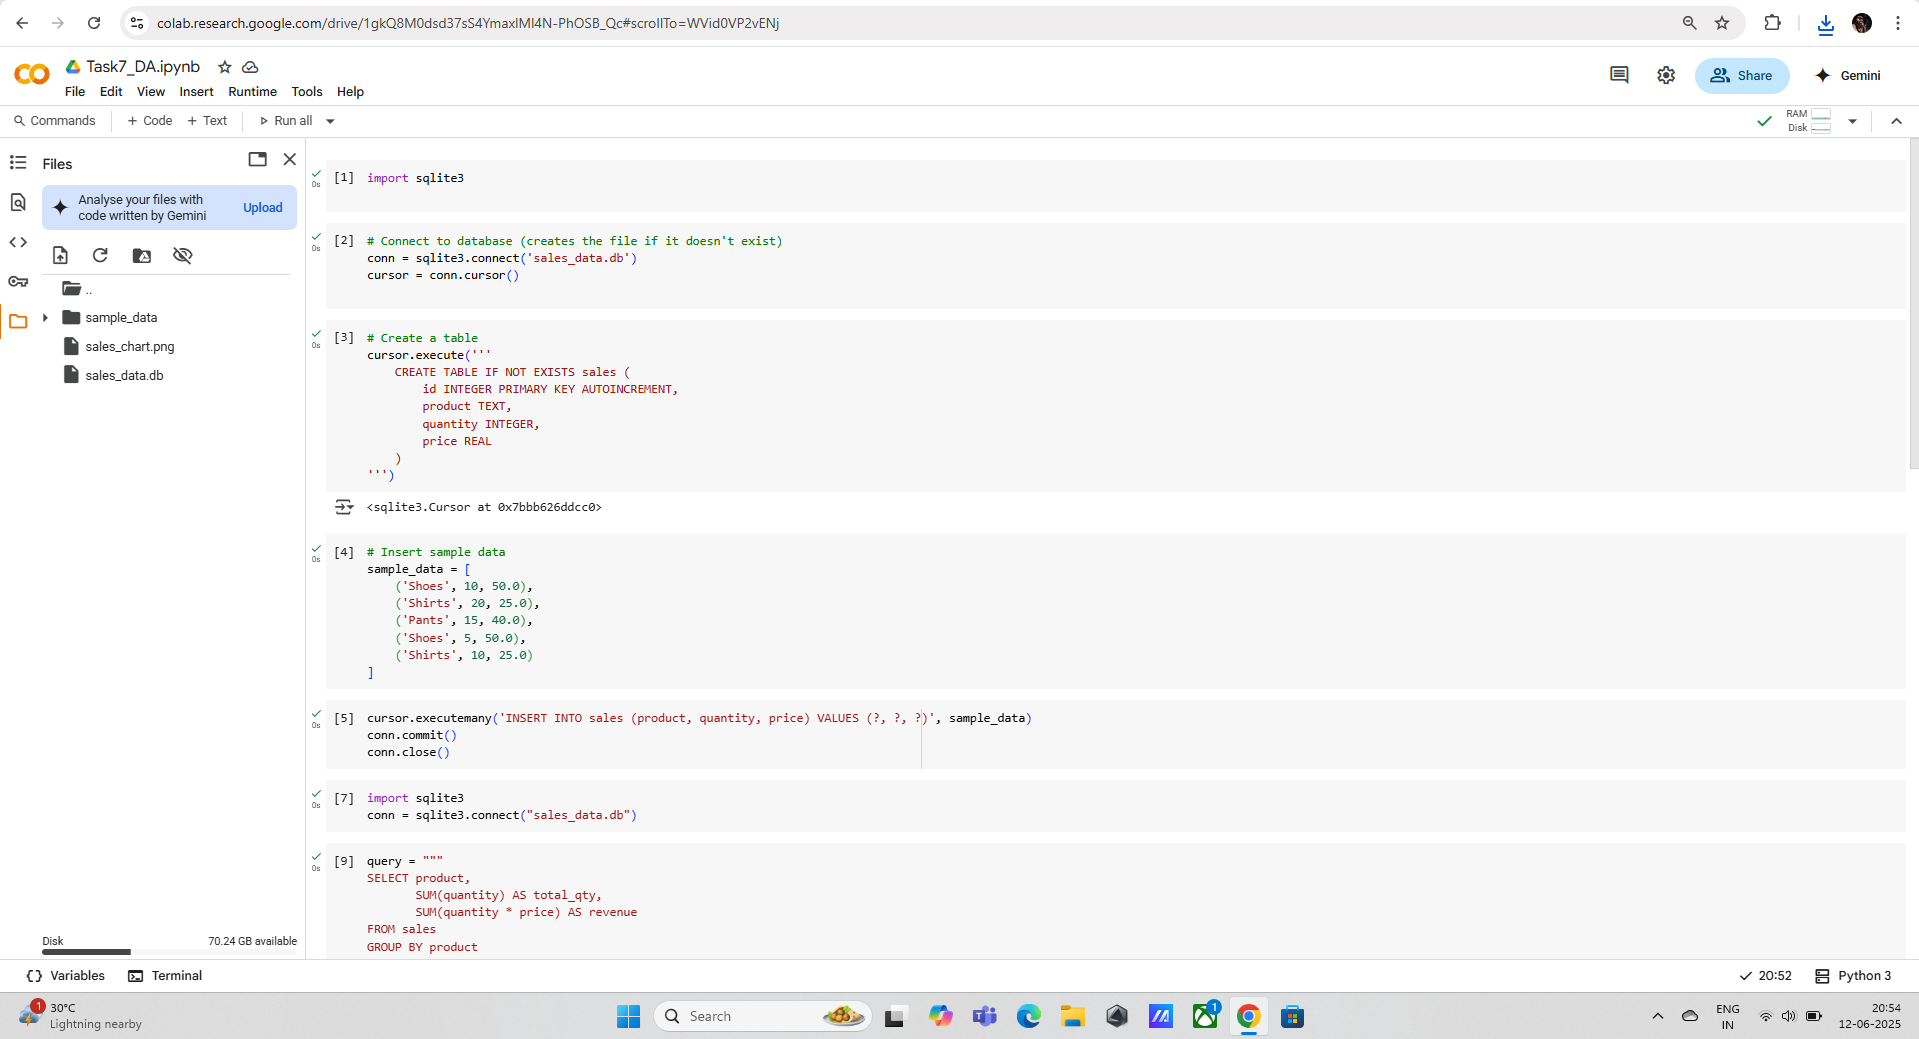 colab.research.google.com/drive/1gkQ8M0dsd37sS4YmaxlMI4N-PhOSB_Qc#scrollTo=WVid0VP2vENj
Task7_DA.ipynb
File Edit View Insert Runtime Tools Help
Share
Gemini
Commands + Code + Text Run all
RAM
Disk
Files
Analyse your files with
code written by Gemini
Upload
..
sample_data
sales_chart.png
sales_data.db
Disk 70.24 GB available
0s
[1] import sqlite3
0s
[2] # Connect to database (creates the file if it doesn't exist)
conn = sqlite3.connect('sales_data.db')
cursor = conn.cursor()
0s
[3] # Create a table
cursor.execute('''
CREATE TABLE IF NOT EXISTS sales (
id INTEGER PRIMARY KEY AUTOINCREMENT,
product TEXT,
quantity INTEGER,
price REAL
)
''')
<sqlite3.Cursor at 0x7bbb626ddcc0>
0s
[4] # Insert sample data
sample_data = [
('Shoes', 10, 50.0),
('Shirts', 20, 25.0),
('Pants', 15, 40.0),
('Shoes', 5, 50.0),
('Shirts', 10, 25.0)
]
0s
[5] cursor.executemany('INSERT INTO sales (product, quantity, price) VALUES (?, ?, ?)', sample_data)
conn.commit()
conn.close()
0s
[7] import sqlite3
conn = sqlite3.connect("sales_data.db")
0s
[9] query = """
SELECT product,
SUM(quantity) AS total_qty,
SUM(quantity * price) AS revenue
FROM sales
GROUP BY product
Variables Terminal
20:52 Python 3
1
30°C
Lightning nearby
Search
1
ENG
IN
20:54
12-06-2025